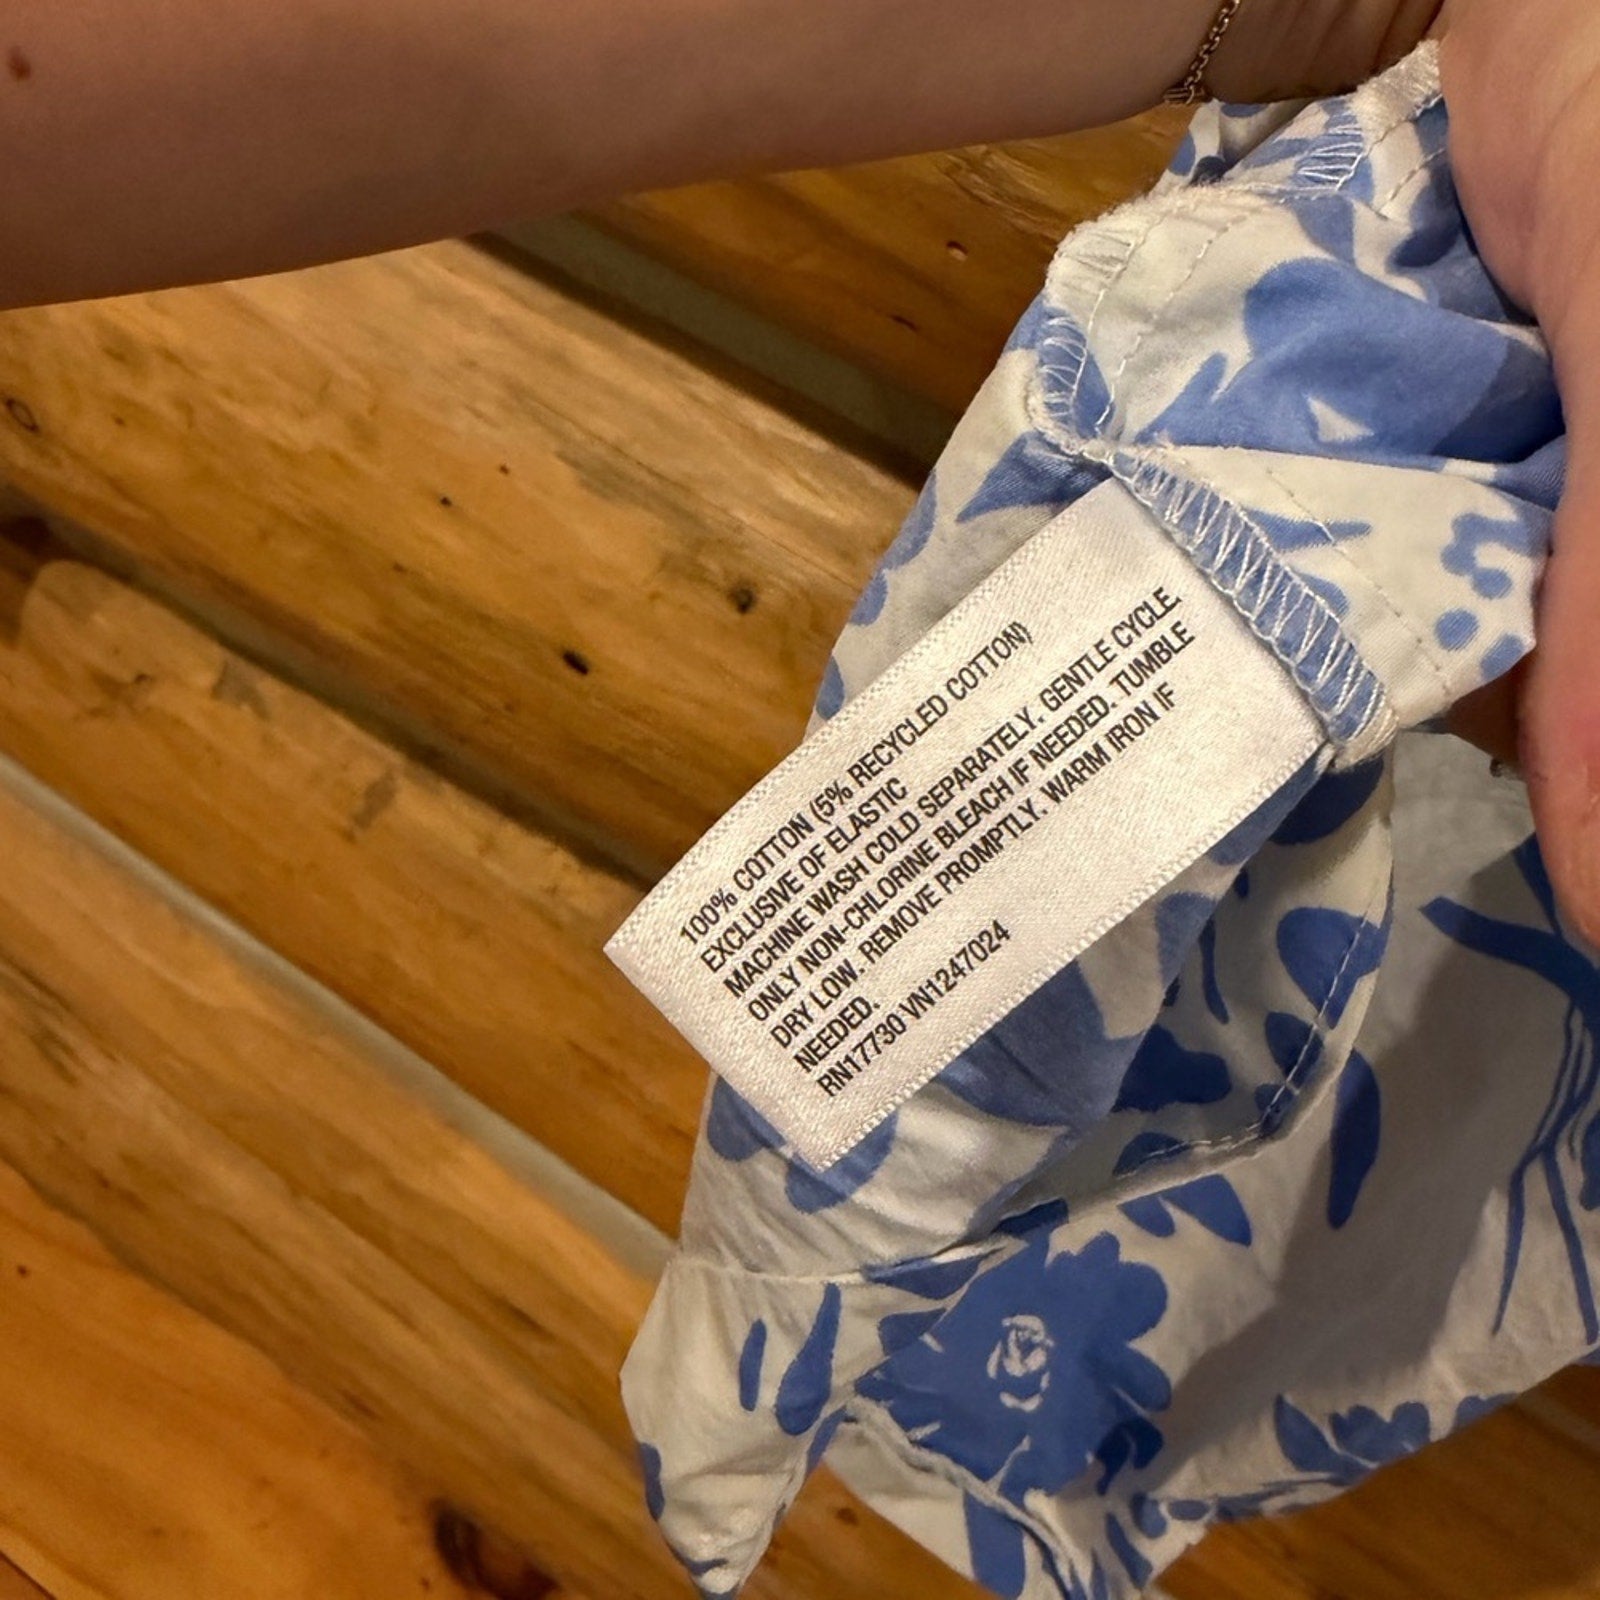 100% COTTON (5% RECYCLED COTTON)
EXCLUSIVE OF ELASTIC
MACHINE WASH COLD SEPARATELY. GENTLE CYCLE.
ONLY NON-CHLORINE BLEACH IF NEEDED. TUMBLE
DRY LOW. REMOVE PROMPTLY. WARM IRON IF
NEEDED.
RN17730 VN1247024